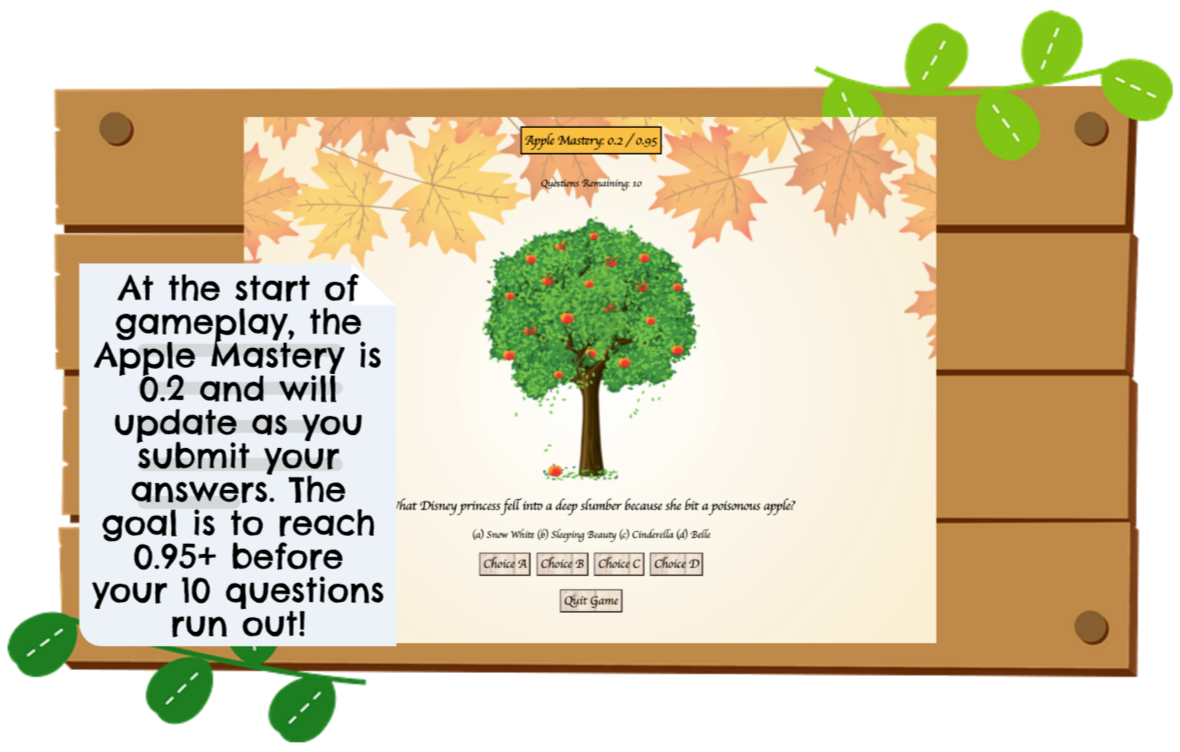 Apple Mastery: 0.2 / 0.95
Questions Remaining: 10
At the start of
gameplay, the
Apple Mastery is
0.2 and will
update as you
submit your
answers. The
goal is to reach
0.95+ before
your 10 questions
run out!
hat Disney princess fell into a deep slumber because she bit a poisonous apple?
(a) Snow White (b) Sleeping Beauty (c) Cinderella (d) Belle
Choice A Choice B Choice C Choice D
Quit Game